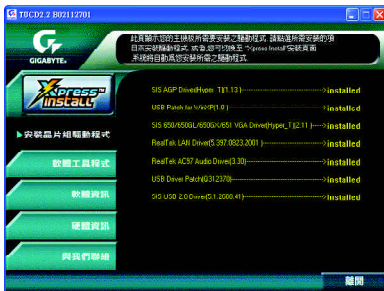 TUCD2.2 B02112701
此頁顯示您的主機板所需要安裝之驅動程式. 請點選所需安裝的項
目來安裝驅動程式. 或者,您可切換至 "Xpress Install"安裝頁面
系統將自動為您安裝所需之驅動程式.
GIGABYTE
Xpress
INSTALL
安裝晶片組驅動程式
軟體工具程式
軟體資訊
硬體資訊
與我們聯絡
SIS AGP Driver(Hyper_T)(1.13)---->installed
USB Patch for WinXP(1.0)---->installed
SIS 650/650GL/650GX/651 VGA Driver(Hyper_T)(2.11)---->installed
RealTek LAN Driver(5.397.0823.2001)---->installed
RealTek AC97 Audio Driver(3.30)---->installed
USB Driver Patch(Q312370)---->installed
SiS USB 2.0 Driver(5.1.2600.41)---->installed
離開